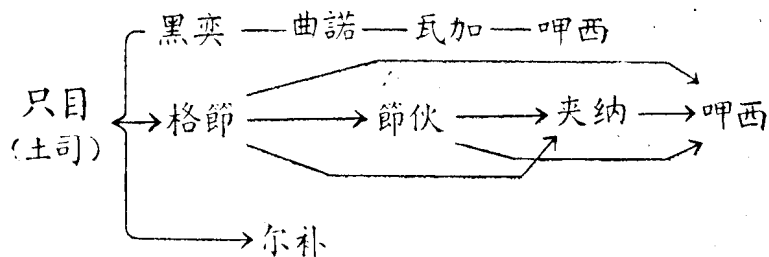 黑奕 — 曲諾 — 瓦加 — 呷西
只目
(土司)
格節 節伙 夹纳 呷西
尔补